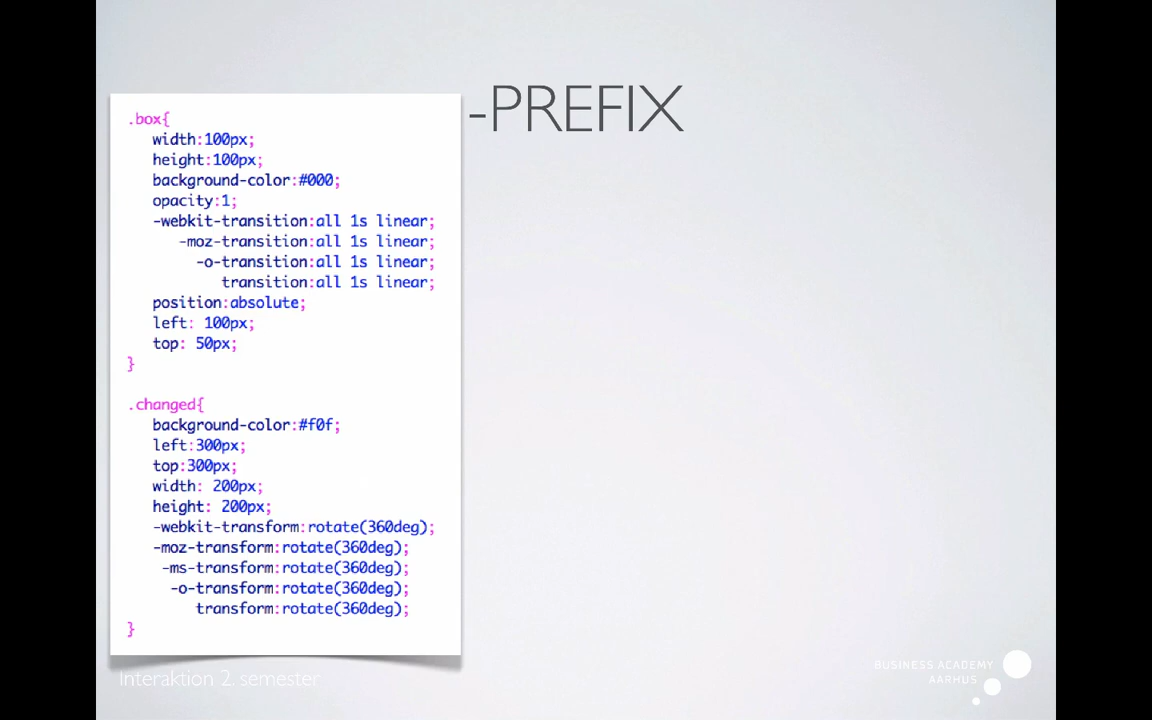 -PREFIX
.box{
width:100px;
height:100px;
background-color:#000;
opacity:1;
-webkit-transition:all 1s linear;
-moz-transition:all 1s linear;
-o-transition:all 1s linear;
transition:all 1s linear;
position:absolute;
left: 100px;
top: 50px;
}
.changed{
background-color:#f0f;
left:300px;
top:300px;
width: 200px;
height: 200px;
-webkit-transform:rotate(360deg);
-moz-transform:rotate(360deg);
-ms-transform:rotate(360deg);
-o-transform:rotate(360deg);
transform:rotate(360deg);
}
Interaktion 2. semester
BUSINESS ACADEMY
AARHUS